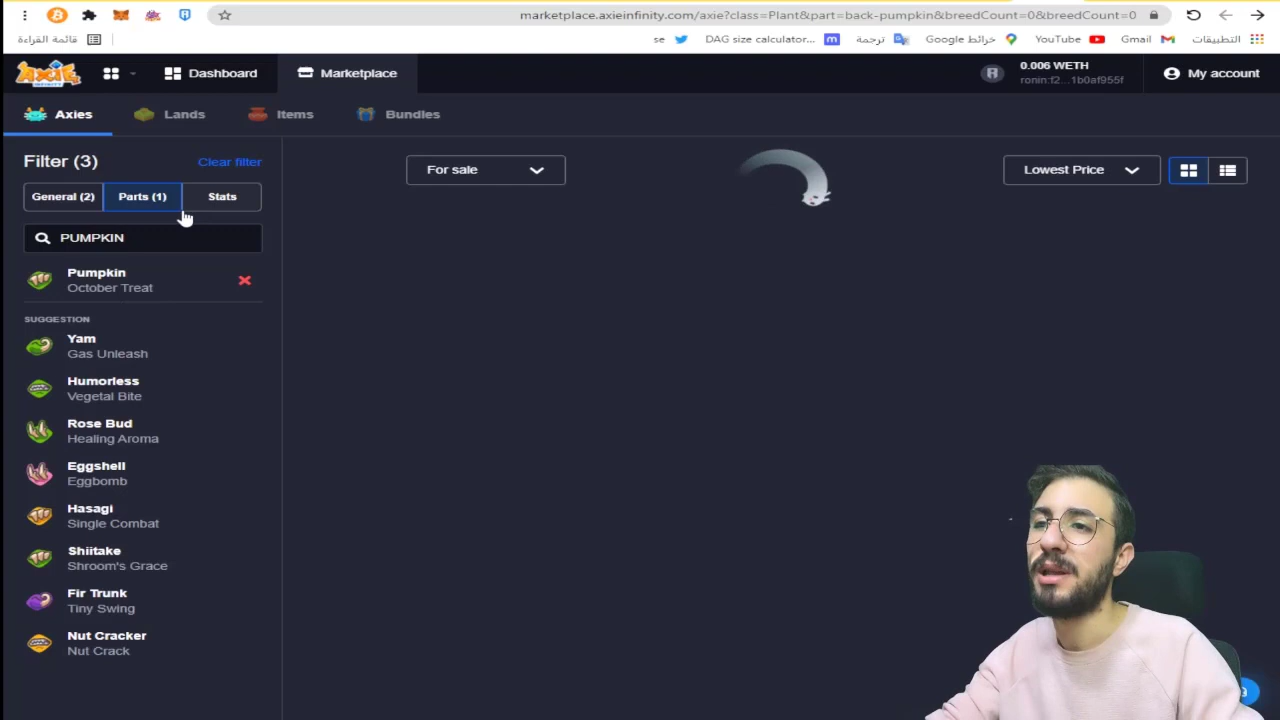 marketplace.axieinfinity.com/axie?class=Plant&part=back-pumpkin&breedCount=0&breedCount=0
قائمة القراءة
se
DAG size calculator...
ترجمة
خرائط Google
YouTube
Gmail
التطبيقات
AXIE
Dashboard
Marketplace
0.006 WETH
ronin:f2...1b0af955f
My account
Axies
Lands
Items
Bundles
Filter (3)
Clear filter
General (2)
Parts (1)
Stats
PUMPKIN
Pumpkin
October Treat
SUGGESTION
Yam
Gas Unleash
Humorless
Vegetal Bite
Rose Bud
Healing Aroma
Eggshell
Eggbomb
Hasagi
Single Combat
Shiitake
Shroom's Grace
Fir Trunk
Tiny Swing
Nut Cracker
Nut Crack
For sale
Lowest Price